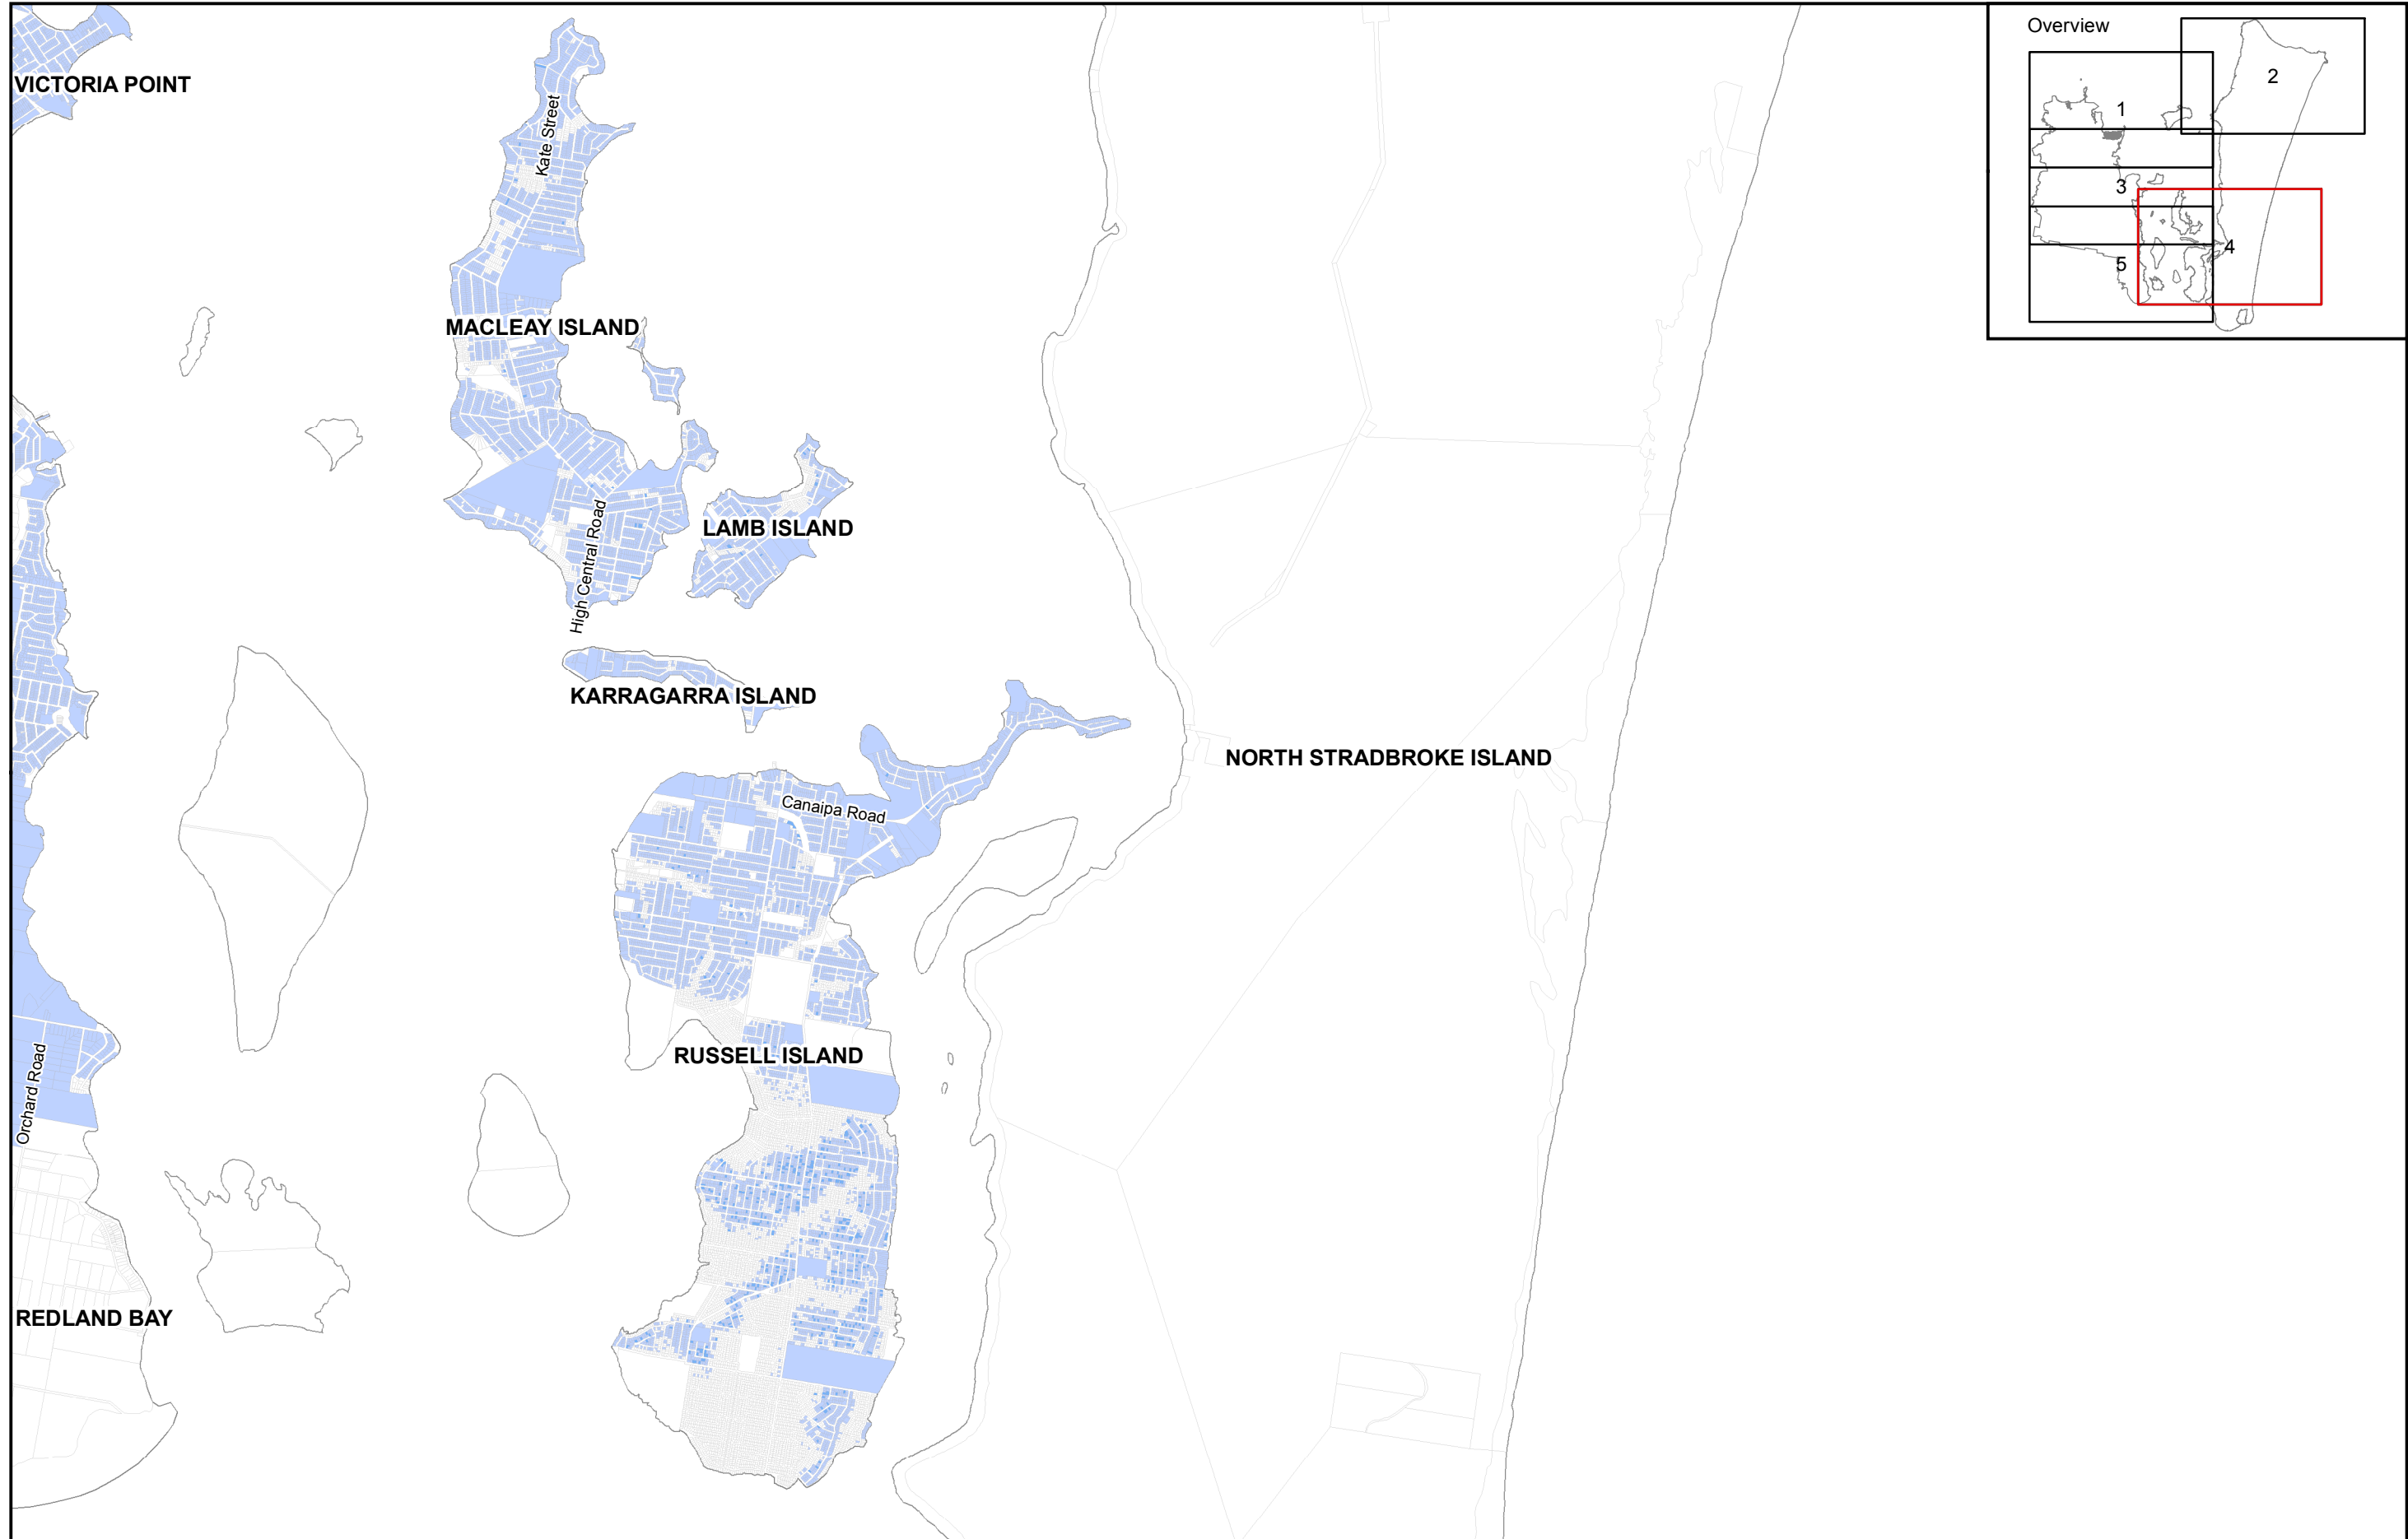 Overview
2
1
3
4
5
VICTORIA POINT
Kate Street
MACLEAY ISLAND
High Central Road
LAMB ISLAND
KARRAGARRA ISLAND
NORTH STRADBROKE ISLAND
Canaipa Road
RUSSELL ISLAND
Orchard Road
REDLAND BAY